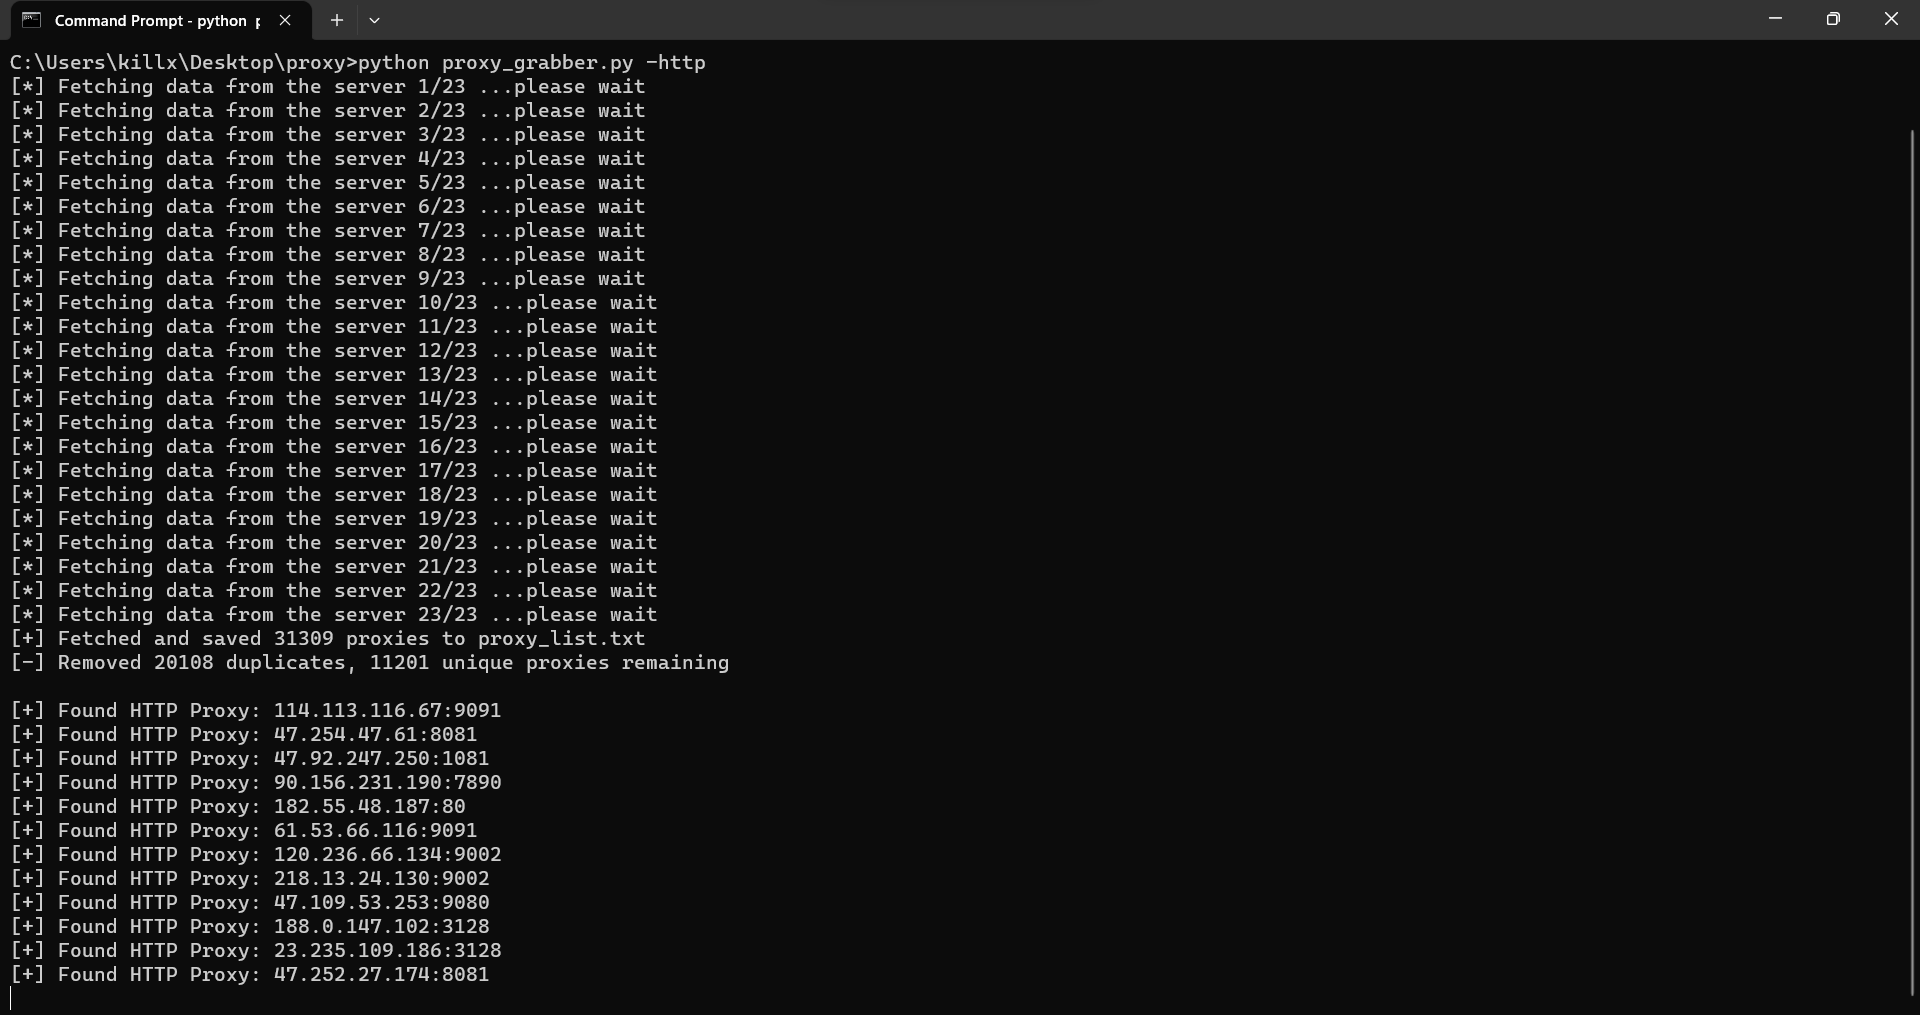 Command Prompt - python p
C:\Users\killx\Desktop\proxy>python proxy_grabber.py -http
[*] Fetching data from the server 1/23 ...please wait
[*] Fetching data from the server 2/23 ...please wait
[*] Fetching data from the server 3/23 ...please wait
[*] Fetching data from the server 4/23 ...please wait
[*] Fetching data from the server 5/23 ...please wait
[*] Fetching data from the server 6/23 ...please wait
[*] Fetching data from the server 7/23 ...please wait
[*] Fetching data from the server 8/23 ...please wait
[*] Fetching data from the server 9/23 ...please wait
[*] Fetching data from the server 10/23 ...please wait
[*] Fetching data from the server 11/23 ...please wait
[*] Fetching data from the server 12/23 ...please wait
[*] Fetching data from the server 13/23 ...please wait
[*] Fetching data from the server 14/23 ...please wait
[*] Fetching data from the server 15/23 ...please wait
[*] Fetching data from the server 16/23 ...please wait
[*] Fetching data from the server 17/23 ...please wait
[*] Fetching data from the server 18/23 ...please wait
[*] Fetching data from the server 19/23 ...please wait
[*] Fetching data from the server 20/23 ...please wait
[*] Fetching data from the server 21/23 ...please wait
[*] Fetching data from the server 22/23 ...please wait
[*] Fetching data from the server 23/23 ...please wait
[+] Fetched and saved 31309 proxies to proxy_list.txt
[-] Removed 20108 duplicates, 11201 unique proxies remaining
[+] Found HTTP Proxy: 114.113.116.67:9091
[+] Found HTTP Proxy: 47.254.47.61:8081
[+] Found HTTP Proxy: 47.92.247.250:1081
[+] Found HTTP Proxy: 90.156.231.190:7890
[+] Found HTTP Proxy: 182.55.48.187:80
[+] Found HTTP Proxy: 61.53.66.116:9091
[+] Found HTTP Proxy: 120.236.66.134:9002
[+] Found HTTP Proxy: 218.13.24.130:9002
[+] Found HTTP Proxy: 47.109.53.253:9080
[+] Found HTTP Proxy: 188.0.147.102:3128
[+] Found HTTP Proxy: 23.235.109.186:3128
[+] Found HTTP Proxy: 47.252.27.174:8081